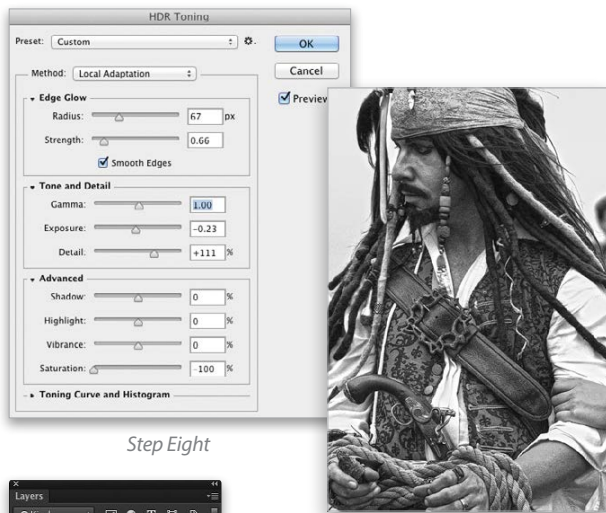 HDR Toning
Preset: Custom
OK
Method: Local Adaptation
Cancel
Edge Glow
Preview
Radius: 67 px
Strength: 0.66
Smooth Edges
Tone and Detail
Gamma: 1.00
Exposure: -0.23
Detail: +111 %
Advanced
Shadow: 0 %
Highlight: 0 %
Vibrance: 0 %
Saturation: -100 %
Toning Curve and Histogram
Step Eight
Layers